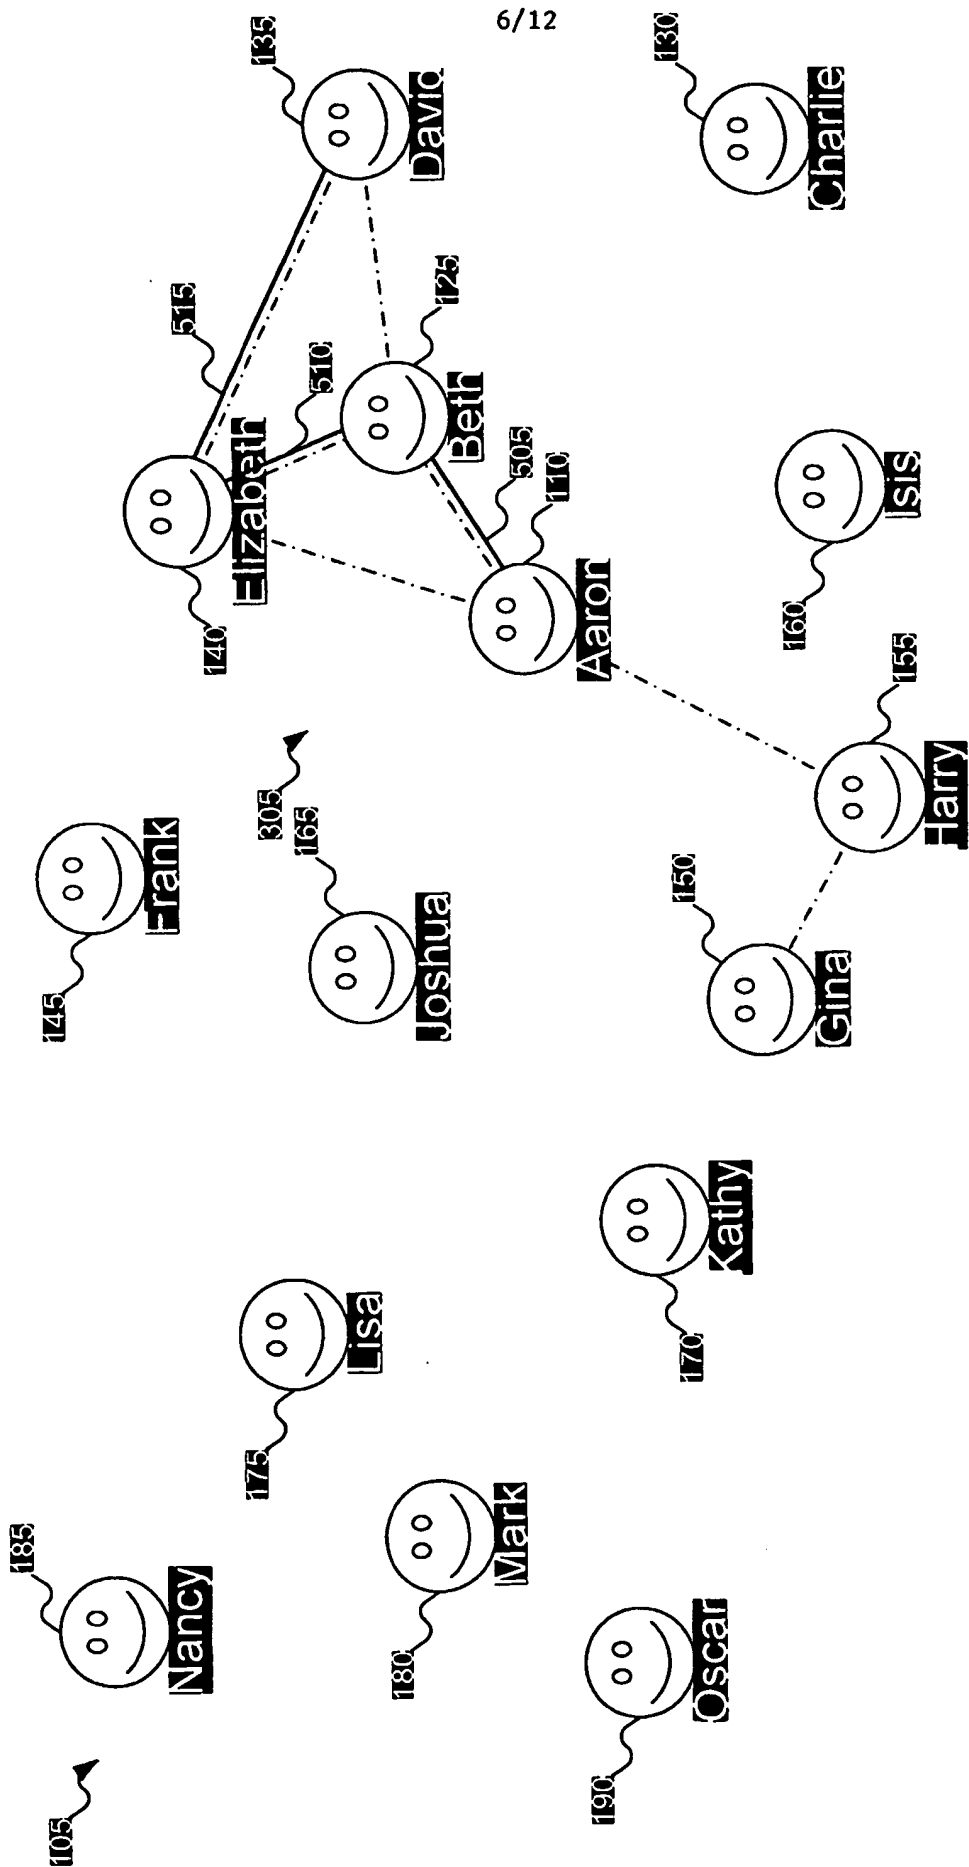 6/12
105
185
Nancy
180
Mark
190
Oscar
175
Lisa
170
Kathy
145
Frank
305
165
Joshua
150
Gina
155
Harry
140
Elizabeth
515
510
125
Beth
505
110
Aaron
160
Isis
135
David
130
Charlie